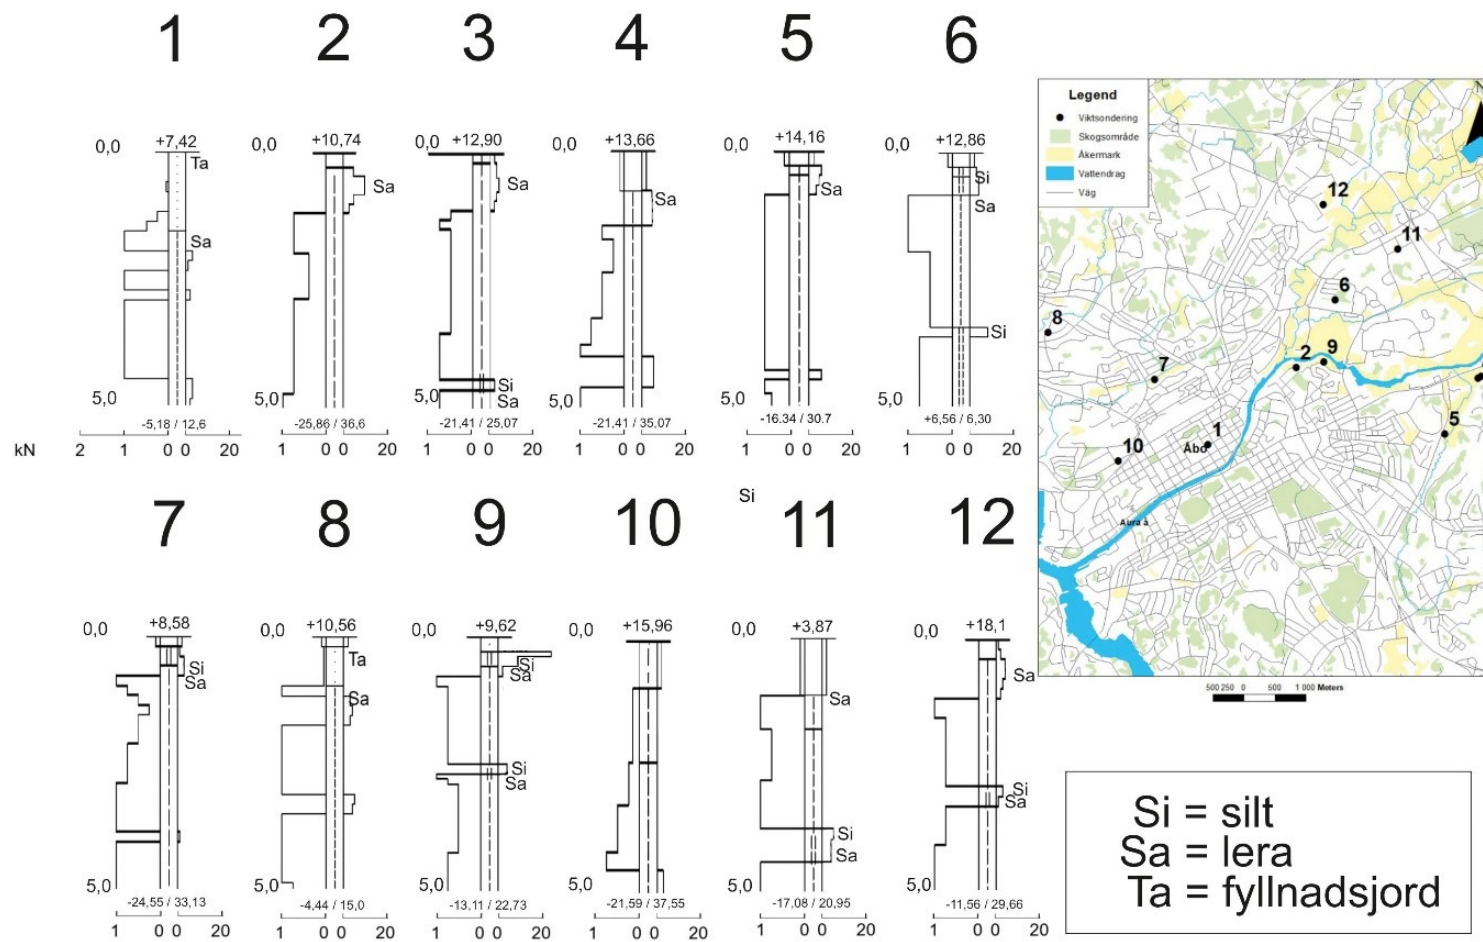 1 2 3 4 5 6
0,0 +7,42 Ta Sa 5,0 -5,18 / 12,6
0,0 +10,74 Sa 5,0 -25,86 / 36,6
0,0 +12,90 Sa Si Sa 5,0 -21,41 / 25,07
0,0 +13,66 Sa 5,0 -21,41 / 35,07
0,0 +14,16 Sa 5,0 -16.34 / 30.7
0,0 +12,86 Si Sa Si 5,0 +6,56 / 6,30
kN 2 1 0 0 20 1 0 0 20 1 0 0 20 1 0 0 20 1 0 0 20 1 0 0 20
Si
7 8 9 10 11 12
0,0 +8,58 Si Sa 5,0 -24,55 / 33,13
0,0 +10,56 Ta Sa 5,0 -4,44 / 15,0
0,0 +9,62 Si Sa Si Sa 5,0 -13,11 / 22,73
0,0 +15,96 5,0 -21,59 / 37,55
0,0 +3,87 Sa Si Sa 5,0 -17,08 / 20,95
0,0 +18,1 Sa Si Sa 5,0 -11,56 / 29,66
1 0 0 20 1 0 0 20 1 0 0 20 1 0 0 20 1 0 0 20 1 0 0 20
Legend
Viktsondering
Skogsområde
Åkermark
Vattendrag
Väg
12
11
6
8
2 9
7
5
1
10 Åbo
Aura å
500 250 0 500 1 000 Meters
Si = silt
Sa = lera
Ta = fyllnadsjord